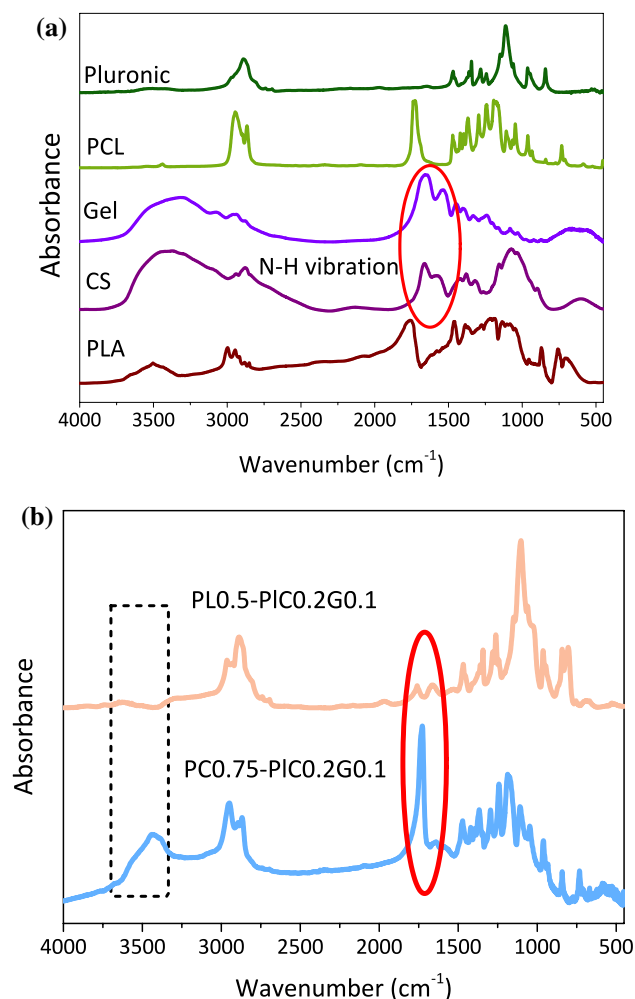 (a)
Pluronic
PCL
Gel
N-H vibration
CS
PLA
Absorbance
4000 3500 3000 2500 2000 1500 1000 500
Wavenumber (cm⁻¹)
(b)
PL0.5-PlC0.2G0.1
PC0.75-PlC0.2G0.1
Absorbance
4000 3500 3000 2500 2000 1500 1000 500
Wavenumber (cm⁻¹)